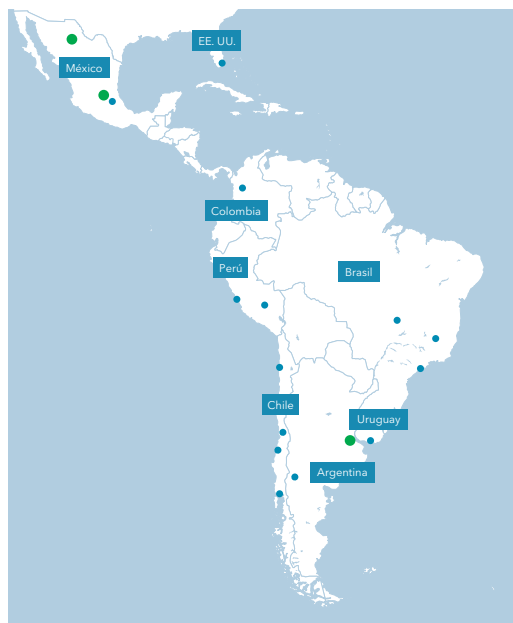 EE. UU.
México
Colombia
Perú
Brasil
Chile
Uruguay
Argentina